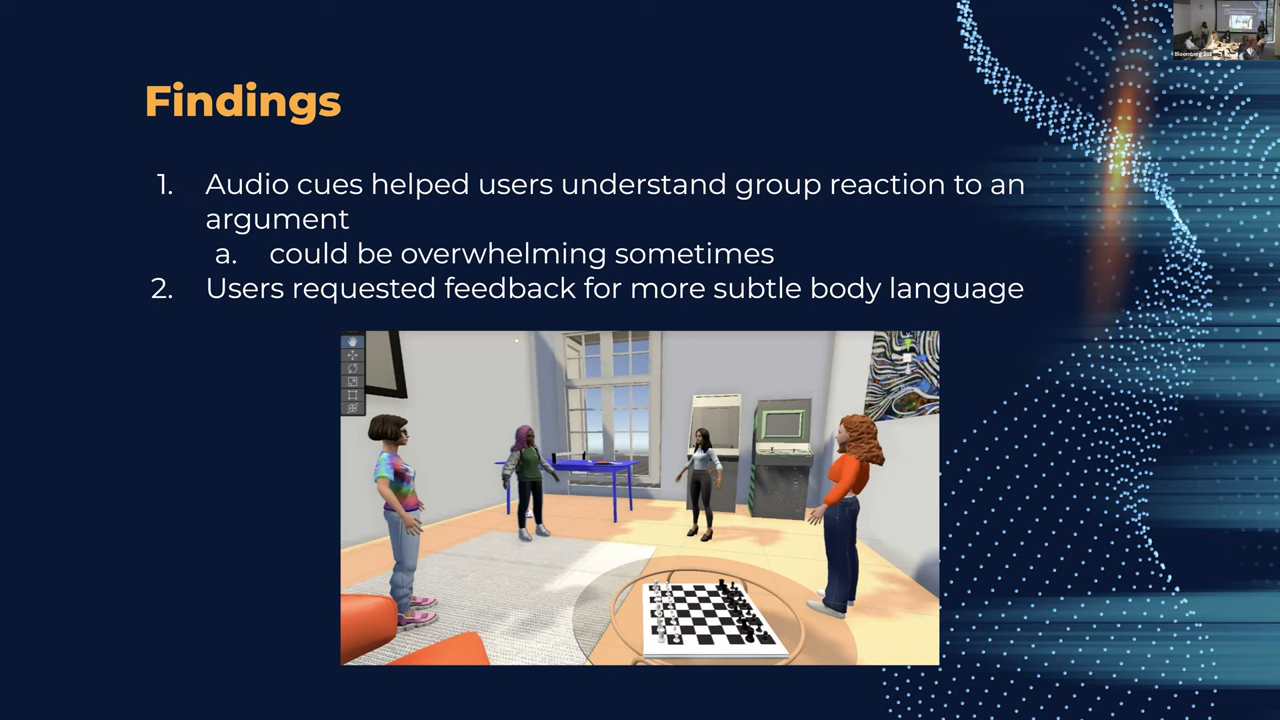 Findings
1. Audio cues helped users understand group reaction to an
argument
a. could be overwhelming sometimes
2. Users requested feedback for more subtle body language